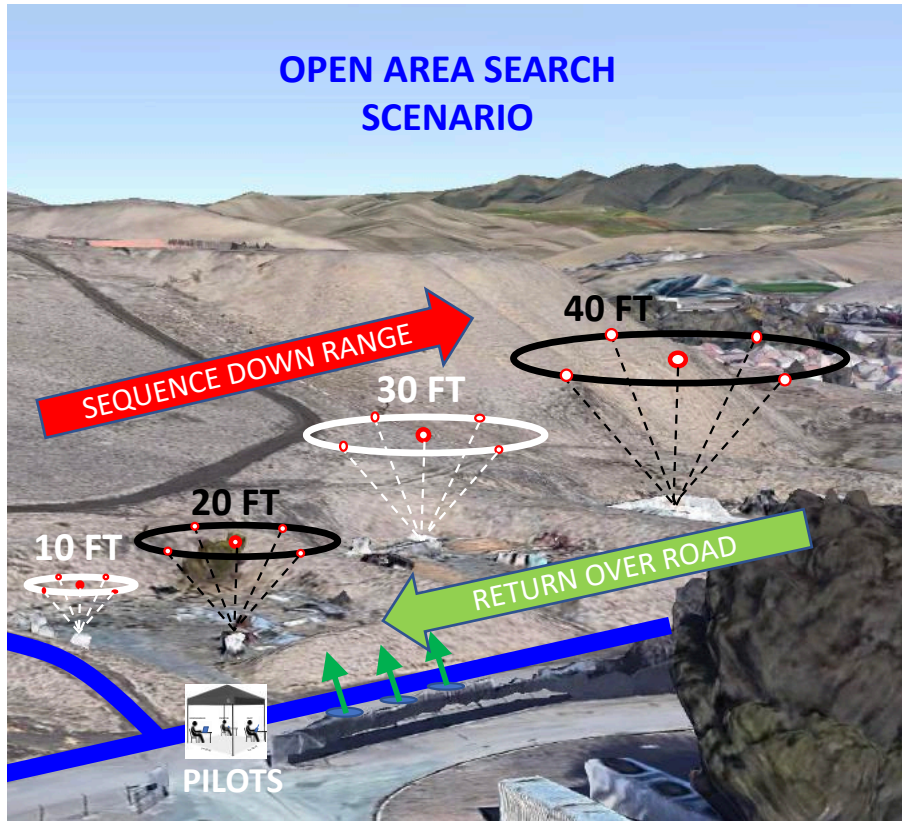 OPEN AREA SEARCH
SCENARIO
40 FT
SEQUENCE DOWN RANGE
30 FT
20 FT
10 FT
RETURN OVER ROAD
PILOTS